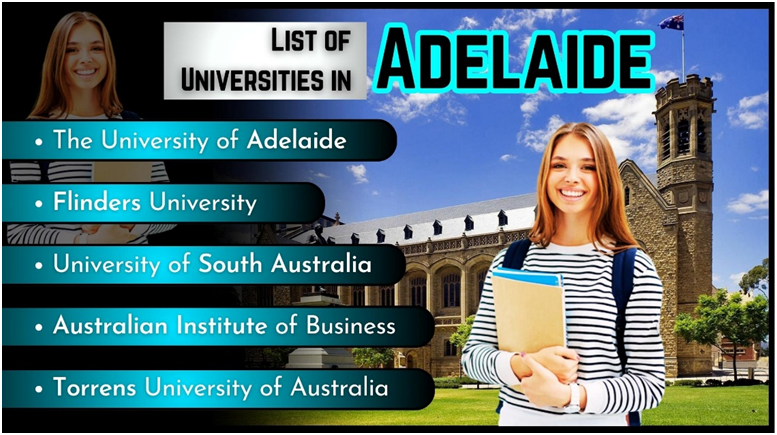 List of
Universities in
Adelaide
• The University of Adelaide
• Flinders University
• University of South Australia
• Australian Institute of Business
• Torrens University of Australia